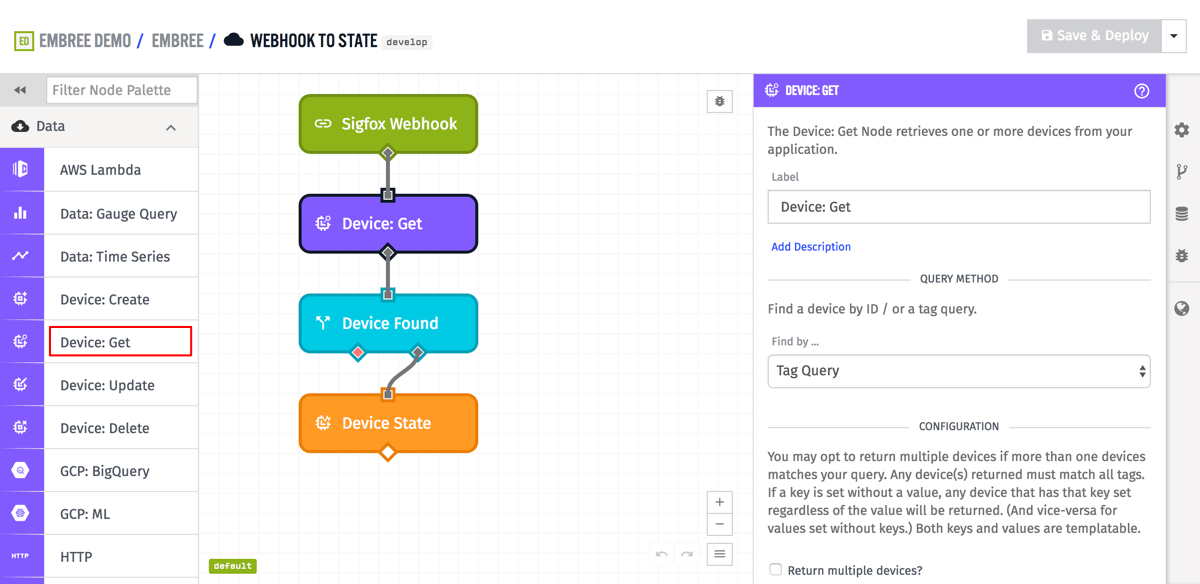 ED EMBREE DEMO / EMBREE / WEBHOOK TO STATE develop
Save & Deploy
Filter Node Palette
Data
AWS Lambda
Data: Gauge Query
Data: Time Series
Device: Create
Device: Get
Device: Update
Device: Delete
GCP: BigQuery
GCP: ML
HTTP HTTP
Sigfox Webhook
Device: Get
Device Found
Device State
default
DEVICE: GET
The Device: Get Node retrieves one or more devices from your
application.
Label
Device: Get
Add Description
QUERY METHOD
Find a device by ID / or a tag query.
Find by ...
Tag Query
CONFIGURATION
You may opt to return multiple devices if more than one devices
matches your query. Any device(s) returned must match all tags.
If a key is set without a value, any device that has that key set
regardless of the value will be returned. (And vice-versa for
values set without keys.) Both keys and values are templatable.
Return multiple devices?